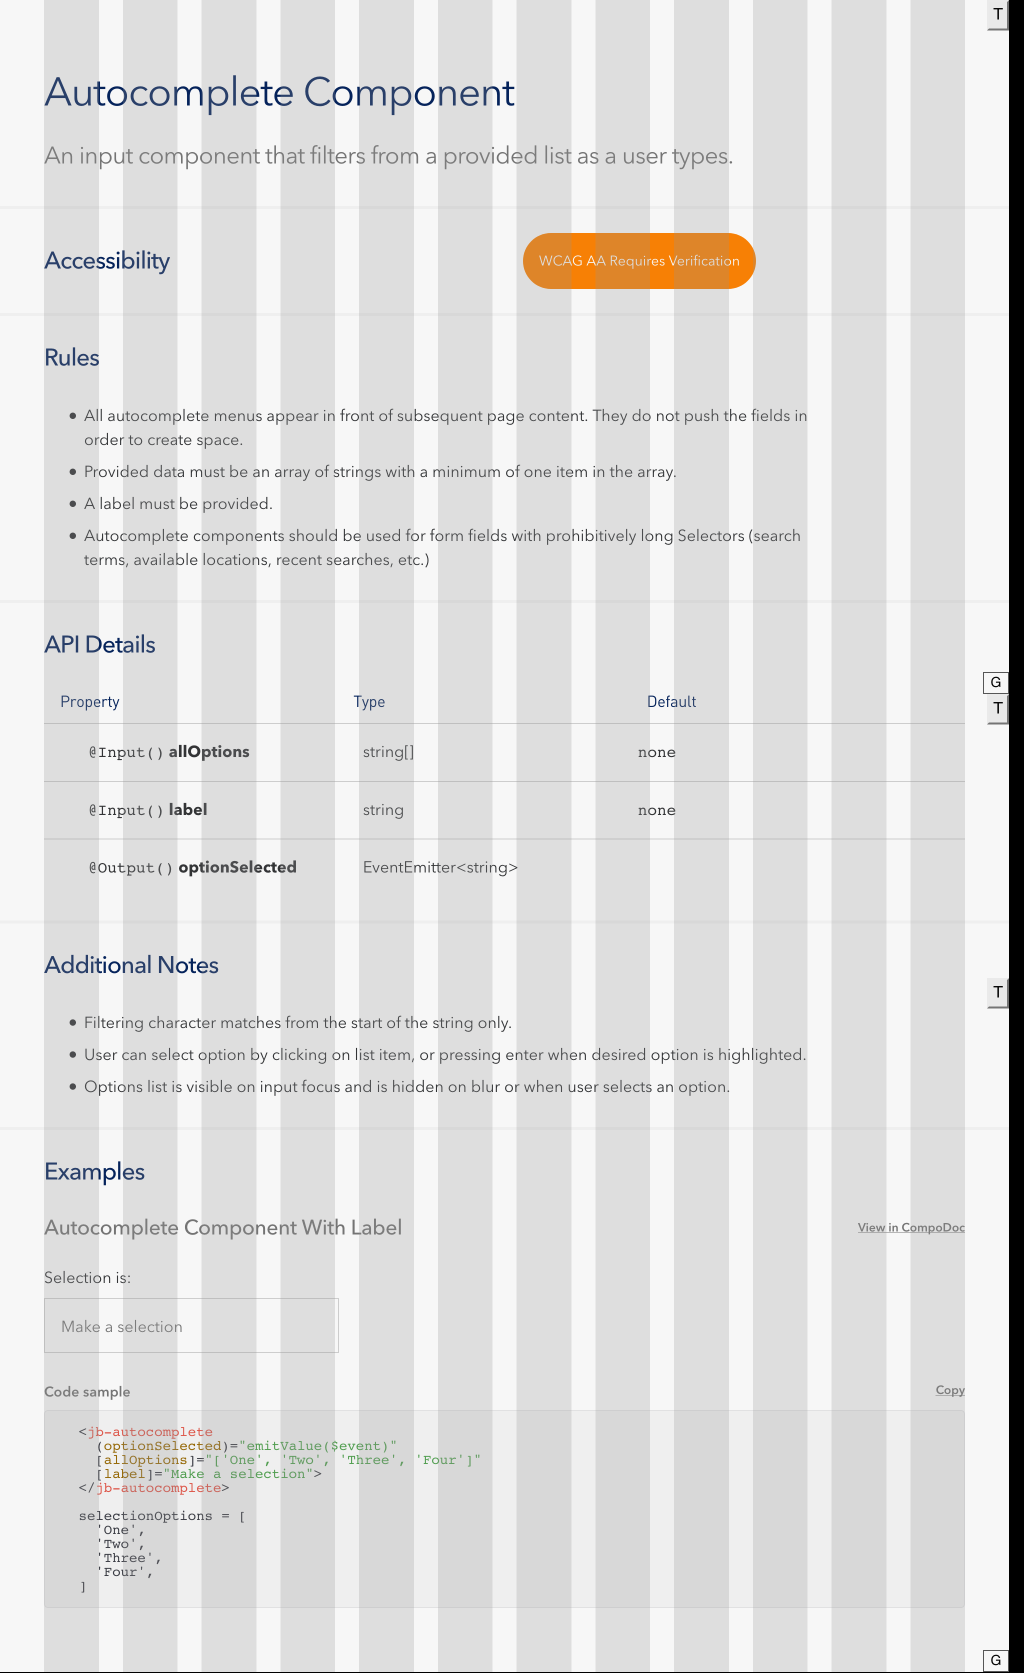 T
Autocomplete Component
An input component that filters from a provided list as a user types.
Accessibility
WCAG AA Requires Verification
Rules
• All autocomplete menus appear in front of subsequent page content. They do not push the fields in
order to create space.
• Provided data must be an array of strings with a minimum of one item in the array.
• A label must be provided.
• Autocomplete components should be used for form fields with prohibitively long Selectors (search
terms, available locations, recent searches, etc.)
API Details
G
Property Type Default
T
@Input() allOptions string[] none
@Input() label string none
@Output() optionSelected EventEmitter<string>
Additional Notes
T
• Filtering character matches from the start of the string only.
• User can select option by clicking on list item, or pressing enter when desired option is highlighted.
• Options list is visible on input focus and is hidden on blur or when user selects an option.
Examples
Autocomplete Component With Label View in CompoDoc
Selection is:
Make a selection
Code sample Copy
<jb-autocomplete
(optionSelected)="emitValue($event)"
[allOptions]="['One', 'Two', 'Three', 'Four']"
[label]="Make a selection">
</jb-autocomplete>
selectionOptions = [
'One',
'Two',
'Three',
'Four',
]
G